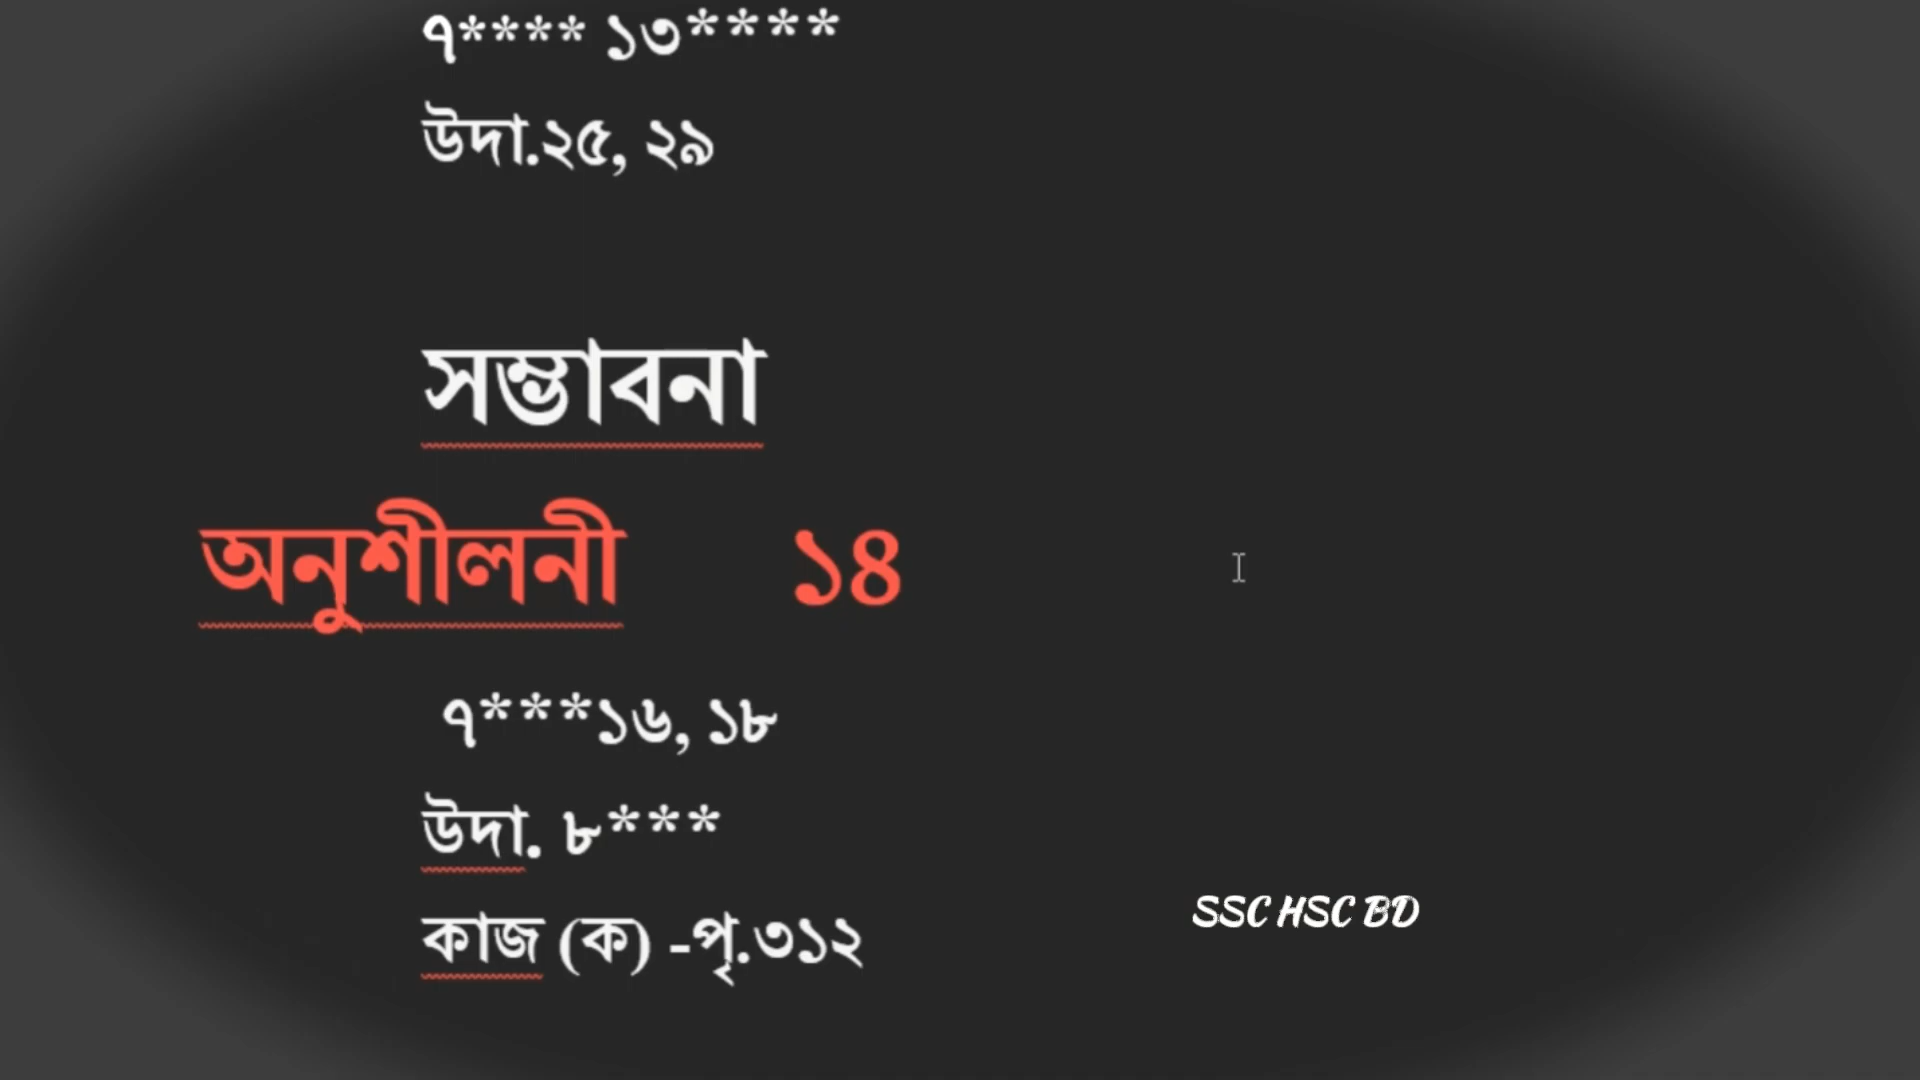 ৭**** ১৩****
উদা.২৫, ২৯
সম্ভাবনা
অনুশীলনী ১৪
৭***১৬, ১৮
উদা. ৮***
কাজ (ক) -পৃ.৩১২
SSC HSC BD